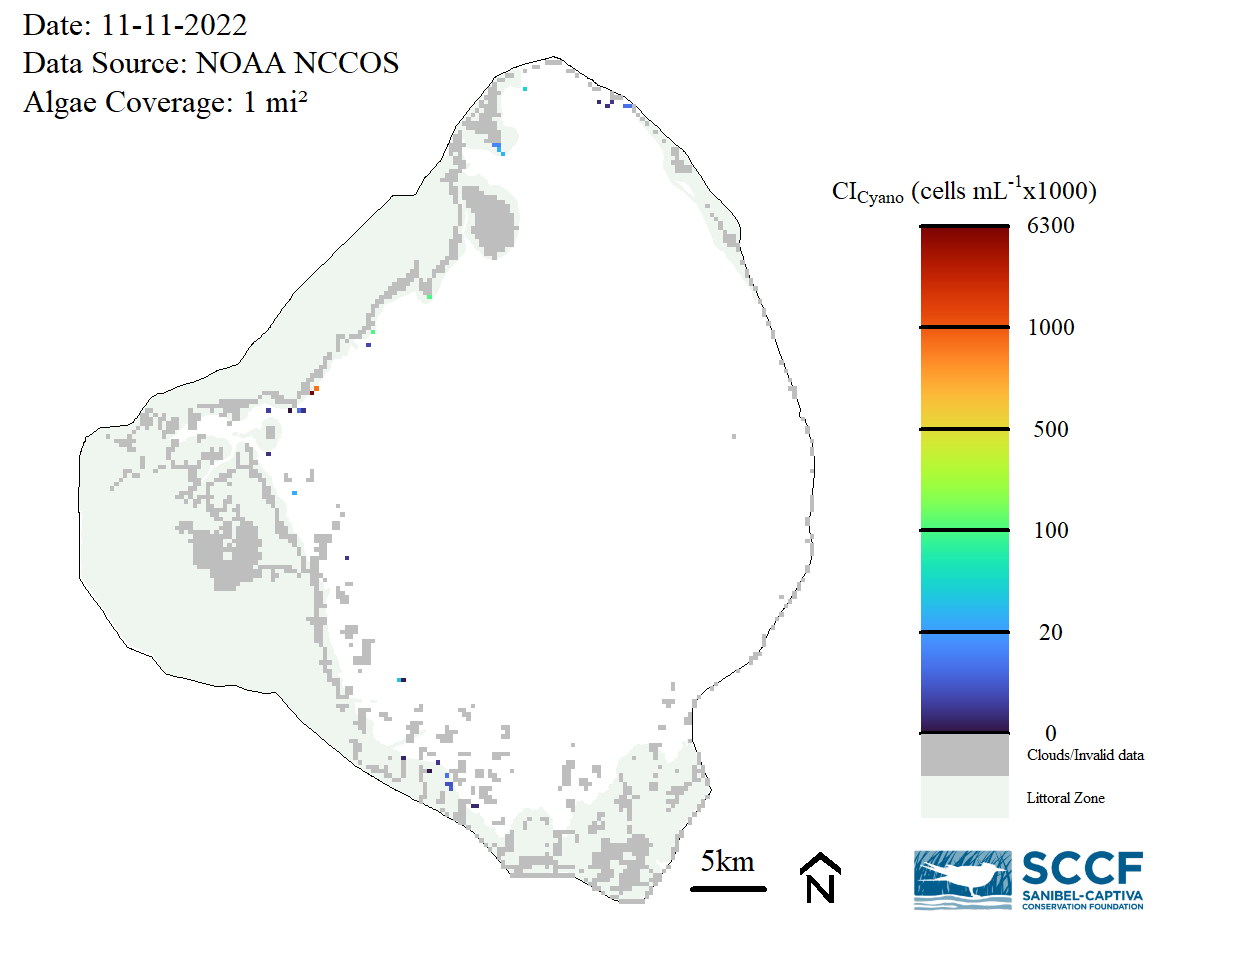 Date: 11-11-2022
Data Source: NOAA NCCOS
Algae Coverage: 1 mi²
CICyano (cells mL-1x1000)
6300
1000
500
100
20
0
Clouds/Invalid data
Littoral Zone
5km
N
SCCF
SANIBEL-CAPTIVA
CONSERVATION FOUNDATION